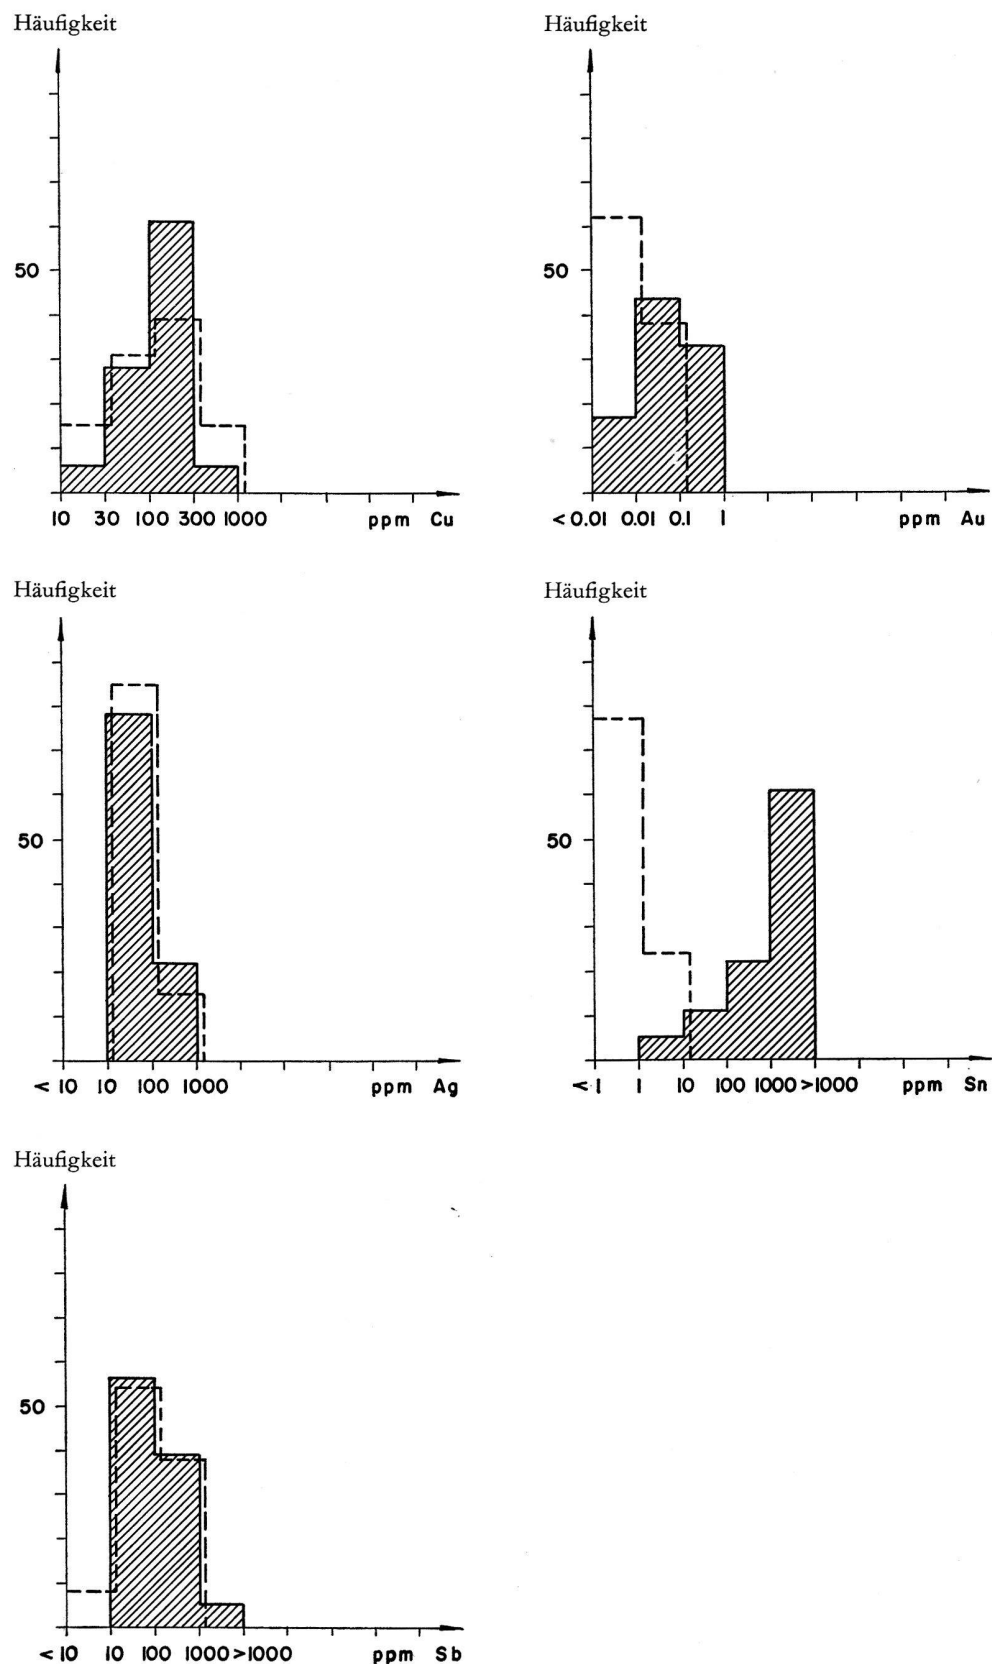 Häufigkeit
50
10 30 100 300 1000 ppm Cu
Häufigkeit
50
<0.01 0.01 0.1 1 ppm Au
Häufigkeit
50
<10 10 100 1000 ppm Ag
Häufigkeit
50
<1 1 10 100 1000 >1000 ppm Sn
Häufigkeit
50
<10 10 100 1000 >1000 ppm Sb